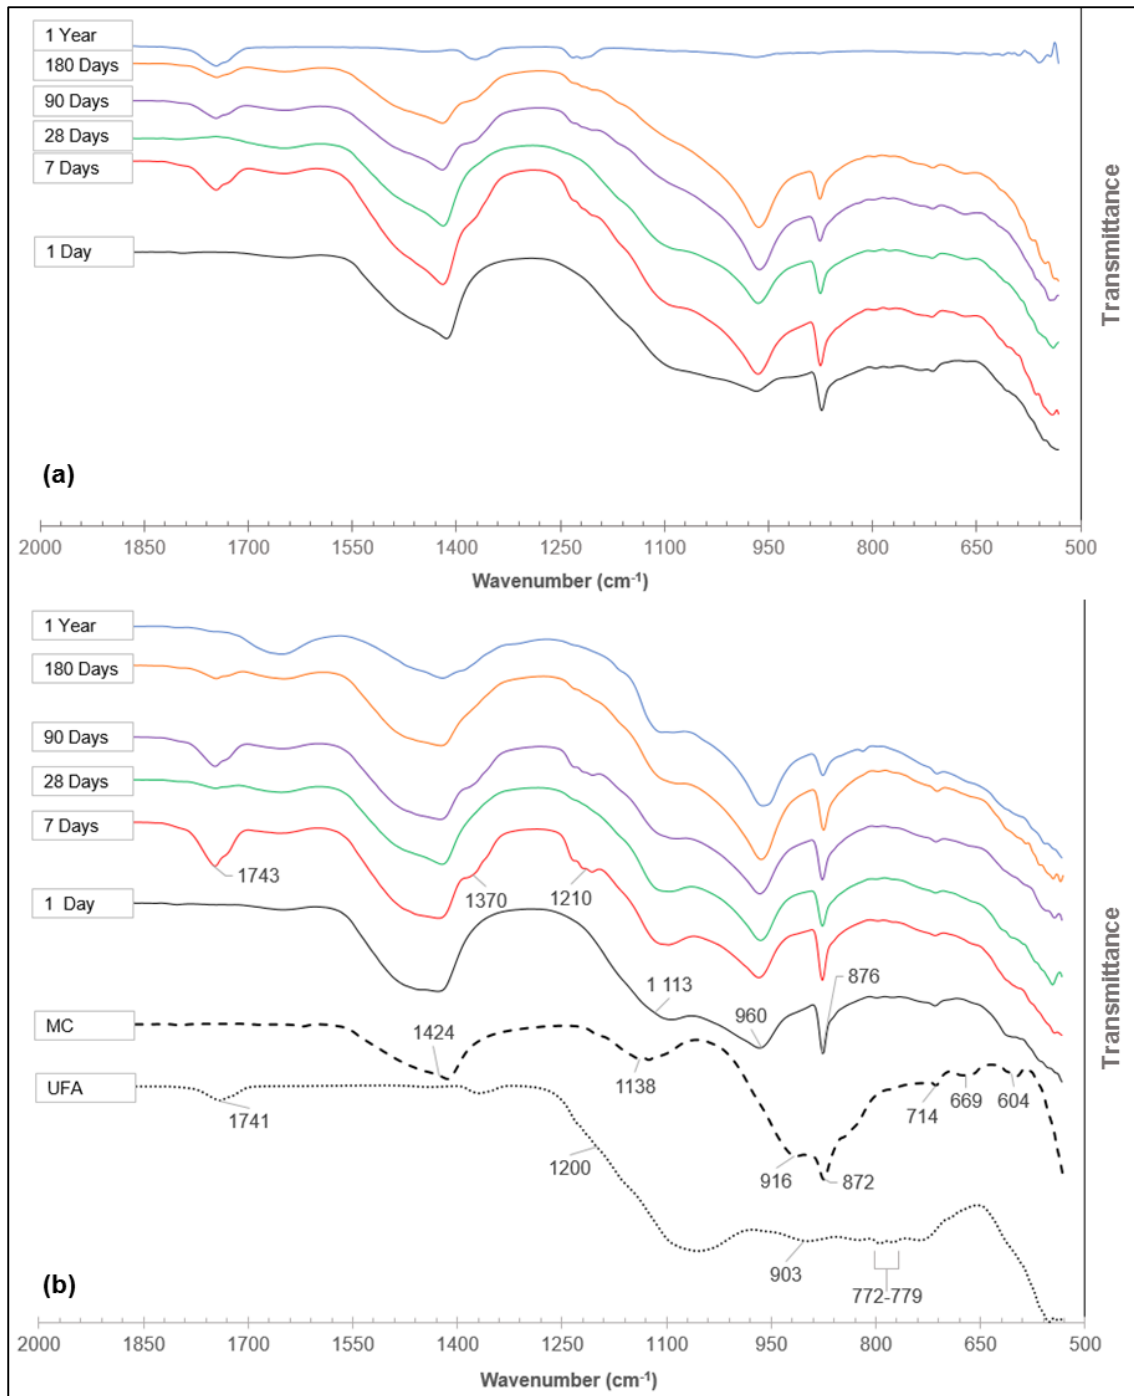 1 Year
180 Days
90 Days
28 Days
7 Days
1 Day
Transmittance
(a)
2000 1850 1700 1550 1400 1250 1100 950 800 650 500
Wavenumber (cm⁻¹)
1 Year
180 Days
90 Days
28 Days
7 Days
1743
1370
1210
1 Day
1 113
960
876
MC
1424
1138
714
669
604
UFA
1741
1200
916
872
903
772-779
Transmittance
(b)
2000 1850 1700 1550 1400 1250 1100 950 800 650 500
Wavenumber (cm⁻¹)